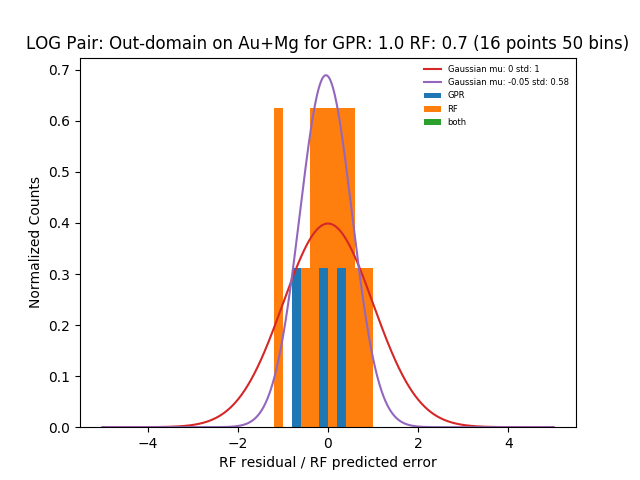 LOG Pair: Out-domain on Au+Mg for GPR: 1.0 RF: 0.7 (16 points 50 bins)
Gaussian mu: 0 std: 1
Gaussian mu: -0.05 std: 0.58
GPR
RF
both
Normalized Counts
0.7
0.6
0.5
0.4
0.3
0.2
0.1
0.0
−4 −2 0 2 4
RF residual / RF predicted error